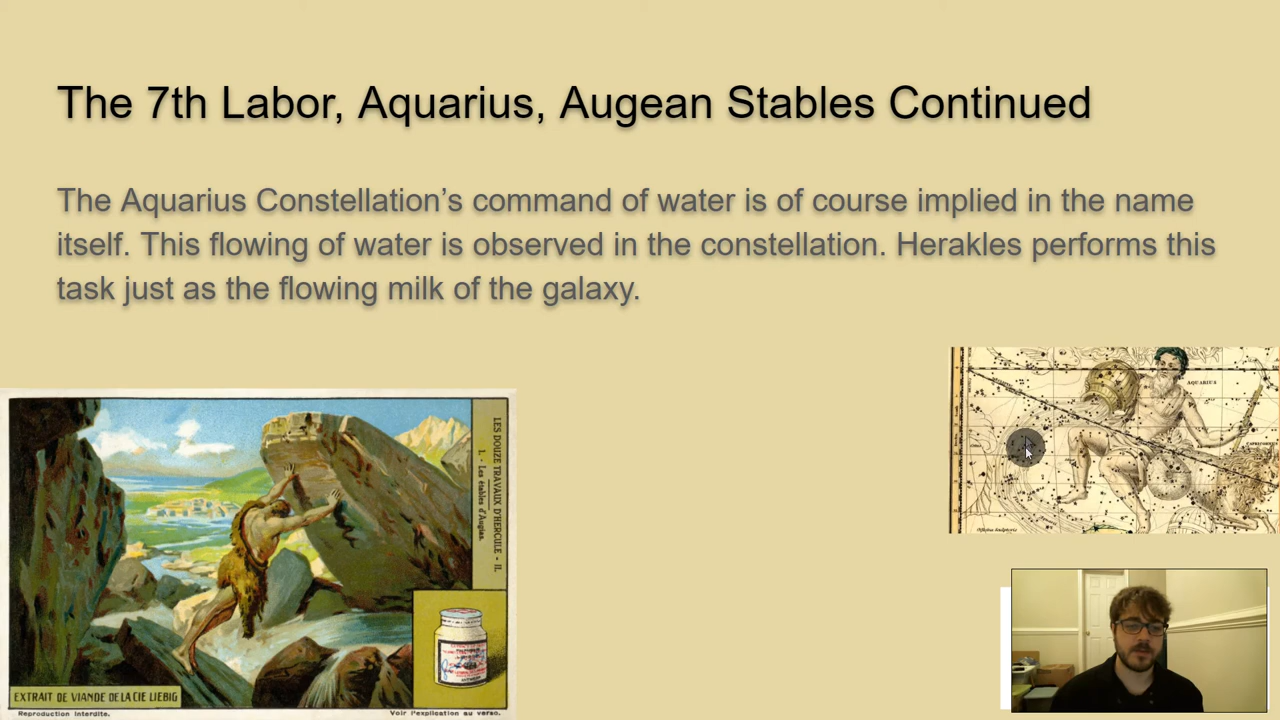 The 7th Labor, Aquarius, Augean Stables Continued
The Aquarius Constellation’s command of water is of course implied in the name
itself. This flowing of water is observed in the constellation. Herakles performs this
task just as the flowing milk of the galaxy.
LES DOUZE TRAVAUX D'HERCULE - II.
1. - Les étables d'Augias.
EXTRAIT DE VIANDE DE LA CIE LIEBIG
Reproduction interdite.
Voir l'explication au verso.
AQUARIUS
CAPRICORNUS